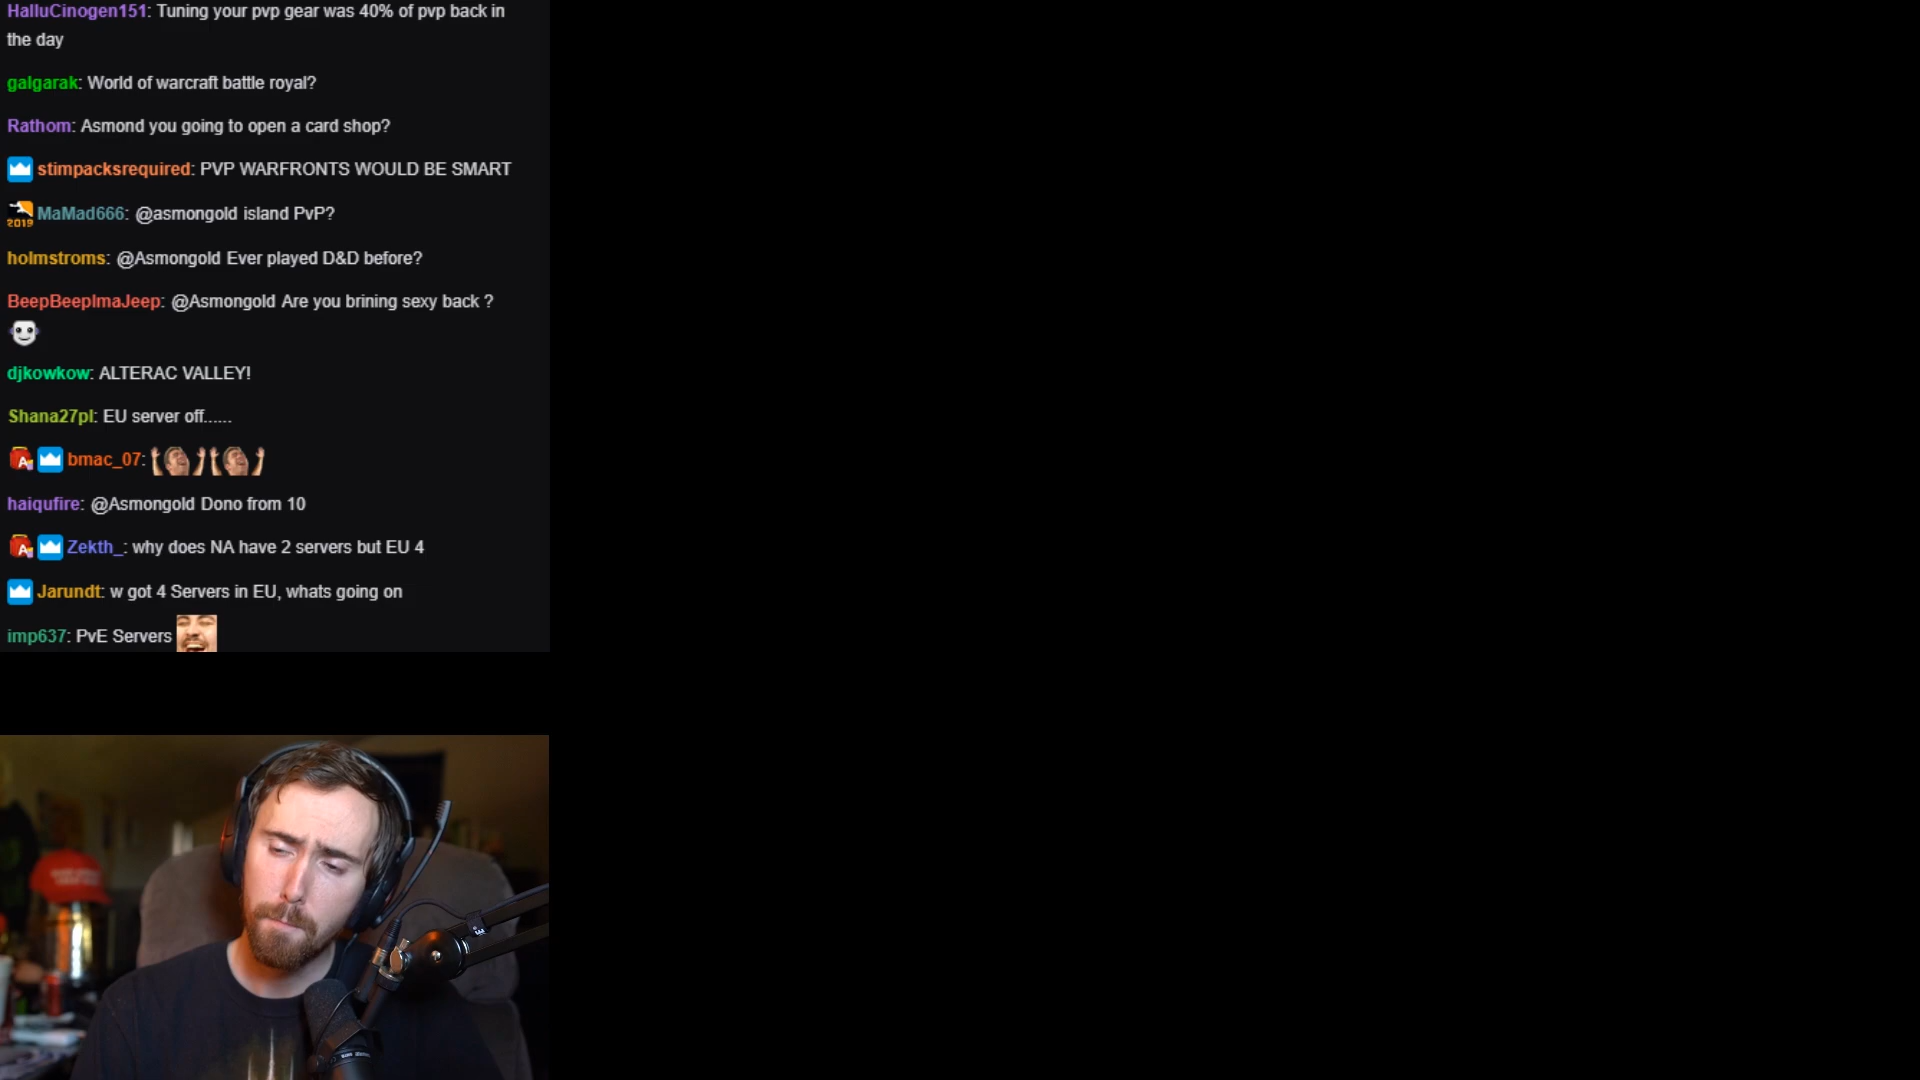 HalluCinogen151: Tuning your pvp gear was 40% of pvp back in
the day
galgarak: World of warcraft battle royal?
Rathom: Asmond you going to open a card shop?
stimpacksrequired: PVP WARFRONTS WOULD BE SMART
2019 MaMad666: @asmongold island PvP?
holmstroms: @Asmongold Ever played D&D before?
BeepBeepImaJeep: @Asmongold Are you brining sexy back ?
djkowkow: ALTERAC VALLEY!
Shana27pl: EU server off......
A bmac_07:
haiqufire: @Asmongold Dono from 10
A Zekth_: why does NA have 2 servers but EU 4
Jarundt: w got 4 Servers in EU, whats going on
imp637: PvE Servers